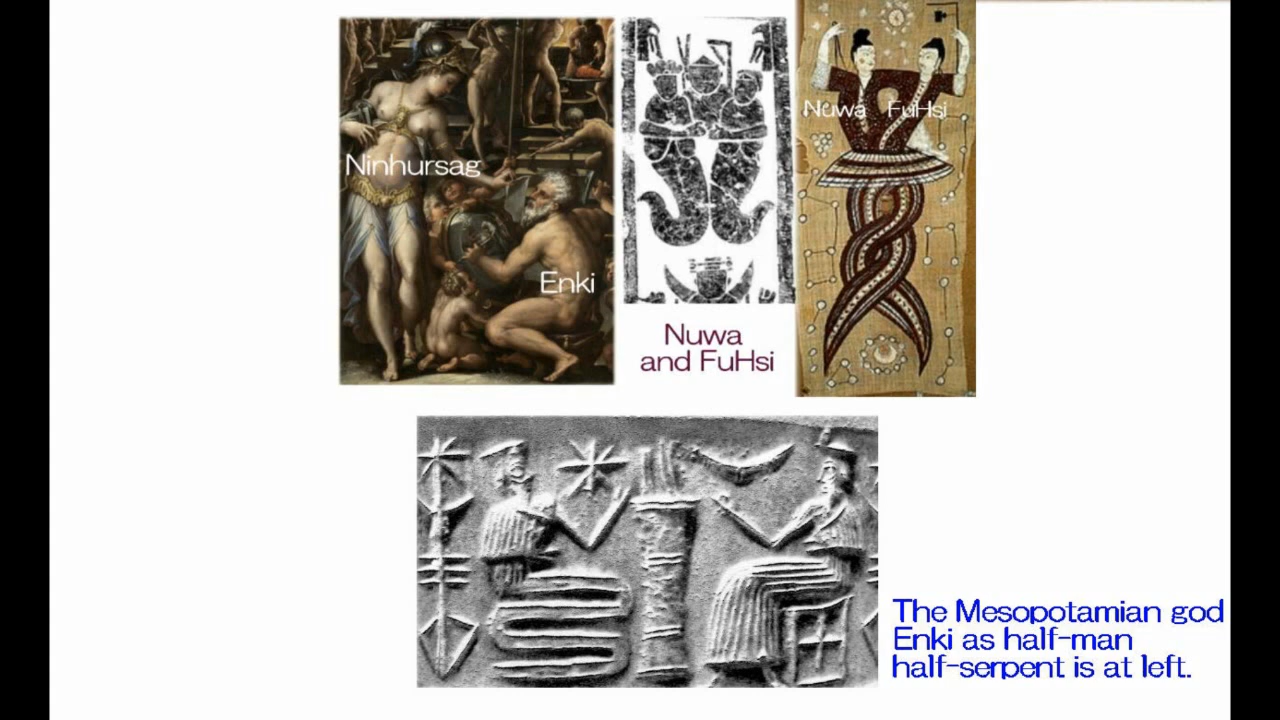 Ninhursag
Enki
Nuwa FuHsi
Nuwa
and FuHsi
The Mesopotamian god
Enki as half-man
half-serpent is at left.